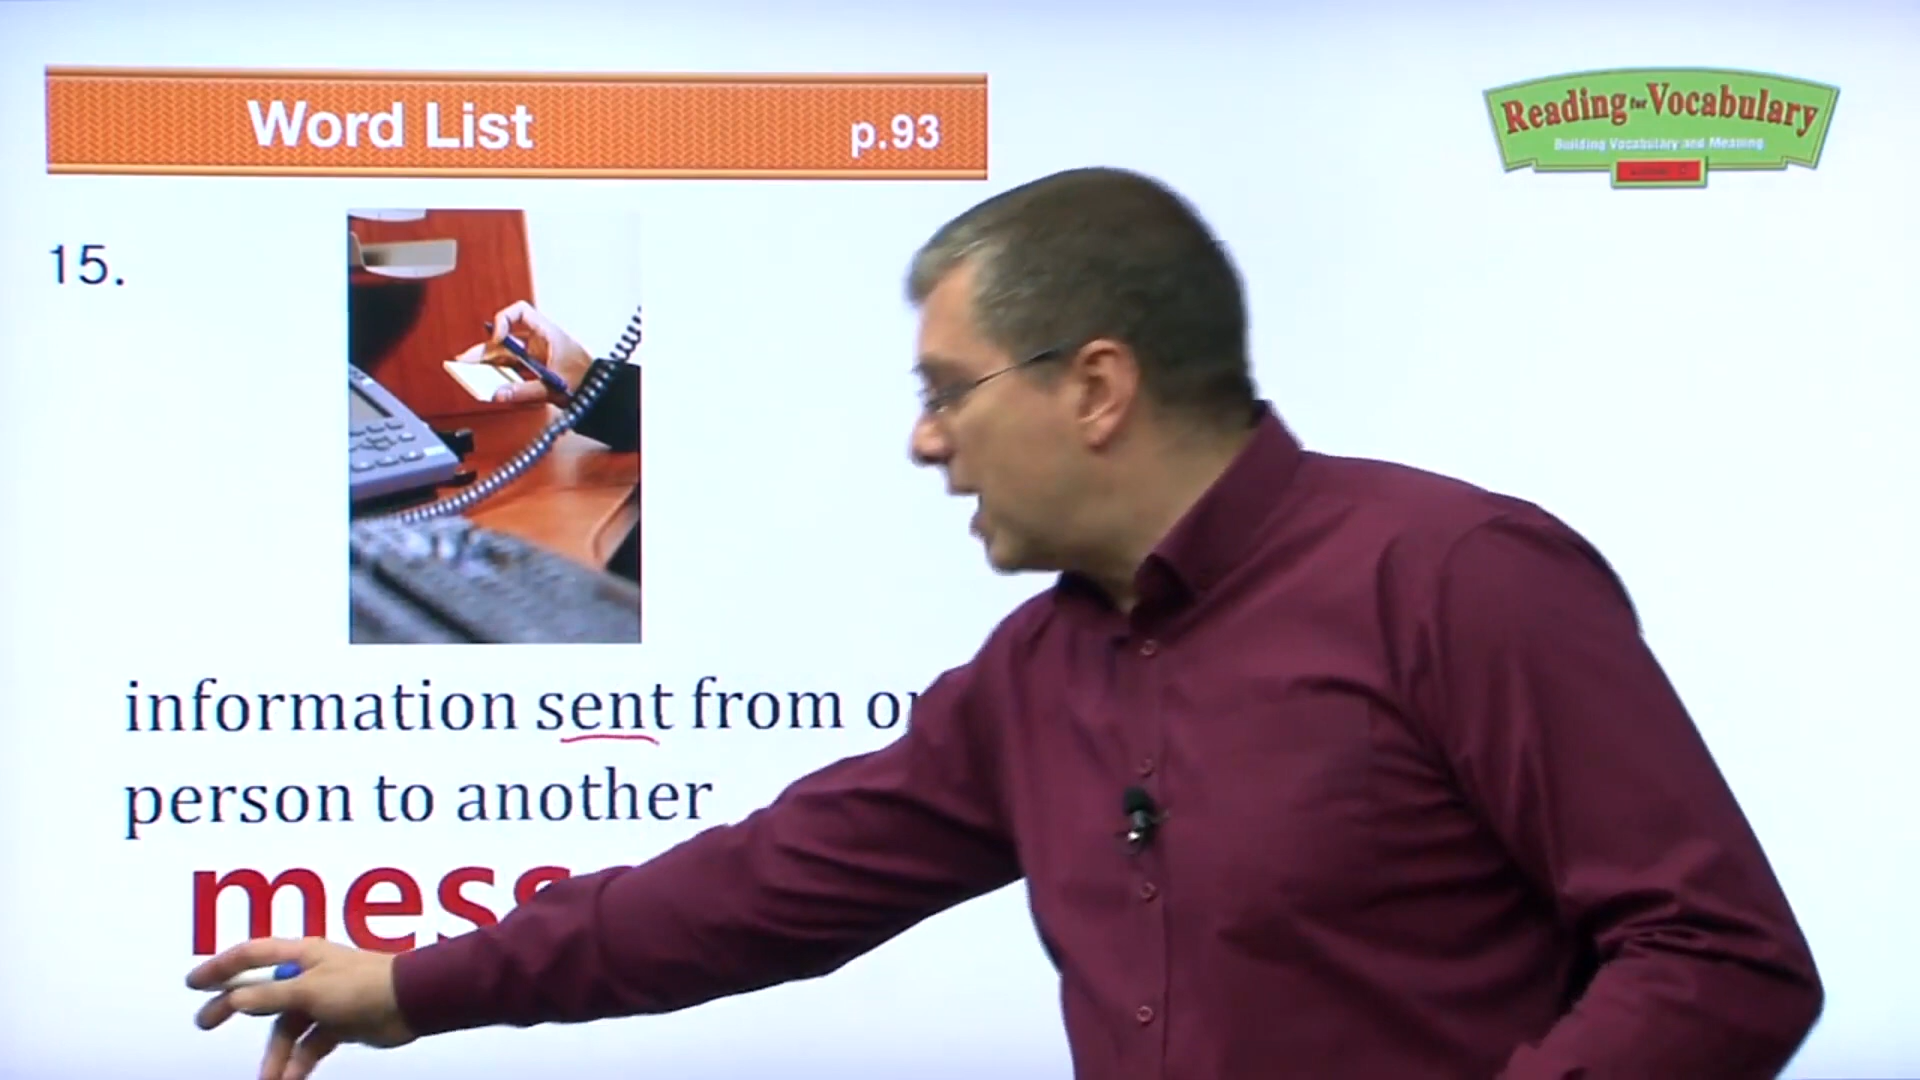 Word List p.93
Reading for Vocabulary
Building Vocabulary and Meaning
15.
information sent from
person to another
mess